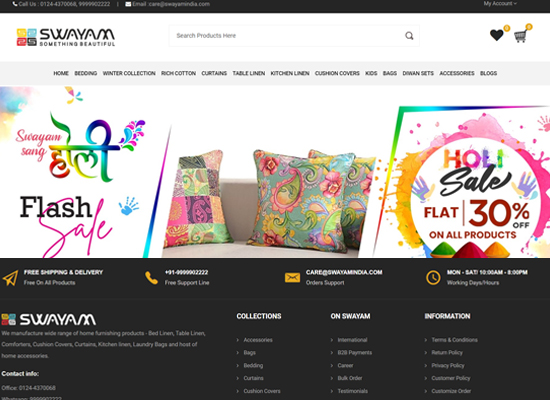 Call Us : 0124-4370068, 9999902222 | Email care@swayamindia.com
My Account
SWAYAM
SOMETHING BEAUTIFUL
Search Products Here
0
0
HOME BEDDING WINTER COLLECTION RICH COTTON CURTAINS TABLE LINEN KITCHEN LINEN CUSHION COVERS KIDS BAGS DIWAN SETS ACCESSORIES BLOGS
Swayam
sang
होली
Flash
Sale
HOLI
Sale
FLAT 30% OFF
ON ALL PRODUCTS
FREE SHIPPING & DELIVERY
Free On All Products
+91-9999902222
Free Support Line
CARE@SWAYAMINDIA.COM
Orders Support
MON - SAT/ 10:00AM - 8:00PM
Working Days/Hours
SWAYAM
We manufacture wide range of home furnishing products - Bed Linen, Table Linen,
Comforters, Cushion Covers, Curtains, Kitchen linen, Laundry Bags and host of
home accessories.
Contact info:
Office: 0124-4370068
Whatsapp: 9999902222
COLLECTIONS
Accessories
Bags
Bedding
Curtains
Cushion Covers
ON SWAYAM
International
B2B Payments
Career
Bulk Order
Testimonials
INFORMATION
Terms & Conditions
Return Policy
Privacy Policy
Customer Policy
Customize Order